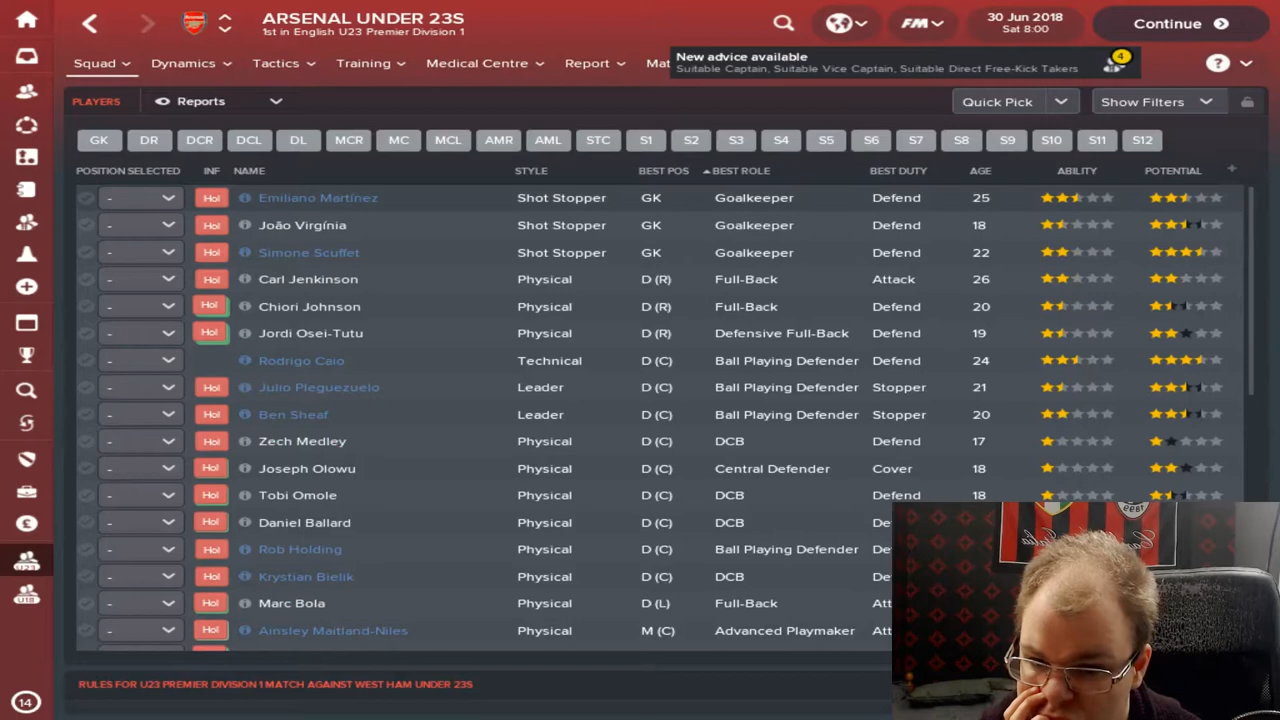 ARSENAL UNDER 23S
1st in English U23 Premier Division 1
FM
30 Jun 2018
Sat 8:00
Continue
Squad Dynamics Tactics Training Medical Centre Report Mat
New advice available
Suitable Captain, Suitable Vice Captain, Suitable Direct Free-Kick Takers
4
?
PLAYERS Reports Quick Pick Show Filters
GK DR DCR DCL DL MCR MC MCL AMR AML STC S1 S2 S3 S4 S5 S6 S7 S8 S9 S10 S11 S12
POSITION SELECTED INF NAME STYLE BEST POS BEST ROLE BEST DUTY AGE ABILITY POTENTIAL +
- Hol Emiliano Martínez Shot Stopper GK Goalkeeper Defend 25
- Hol João Virgínia Shot Stopper GK Goalkeeper Defend 18
- Hol Simone Scuffet Shot Stopper GK Goalkeeper Defend 22
- Hol Carl Jenkinson Physical D (R) Full-Back Attack 26
- Hol Chiori Johnson Physical D (R) Full-Back Defend 20
- Hol Jordi Osei-Tutu Physical D (R) Defensive Full-Back Defend 19
- Rodrigo Caio Technical D (C) Ball Playing Defender Defend 24
- Hol Julio Pleguezuelo Leader D (C) Ball Playing Defender Stopper 21
- Hol Ben Sheaf Leader D (C) Ball Playing Defender Stopper 20
- Hol Zech Medley Physical D (C) DCB Defend 17
- Hol Joseph Olowu Physical D (C) Central Defender Cover 18
- Hol Tobi Omole Physical D (C) DCB Defend 18
- Hol Daniel Ballard Physical D (C) DCB De
- Hol Rob Holding Physical D (C) Ball Playing Defender De
- Hol Krystian Bielik Physical D (C) DCB De
- Hol Marc Bola Physical D (L) Full-Back Att
- Hol Ainsley Maitland-Niles Physical M (C) Advanced Playmaker Att
U23
U18
14
RULES FOR U23 PREMIER DIVISION 1 MATCH AGAINST WEST HAM UNDER 23S